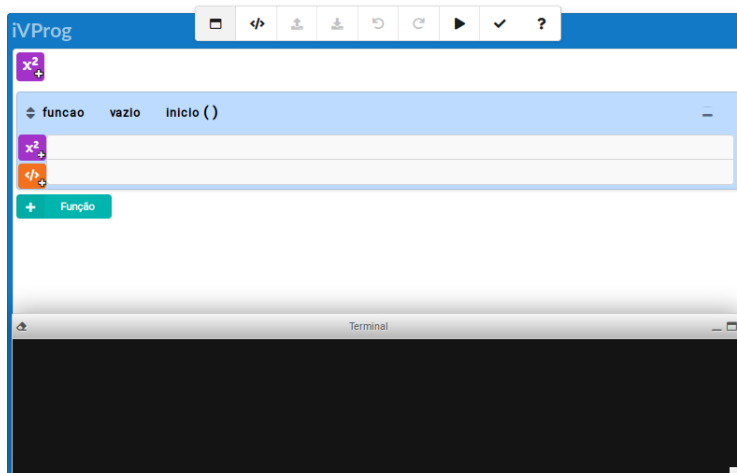 iVProg </> ?
x²
funcao vazio inicio ( )
x²
</>
+ Função
Terminal